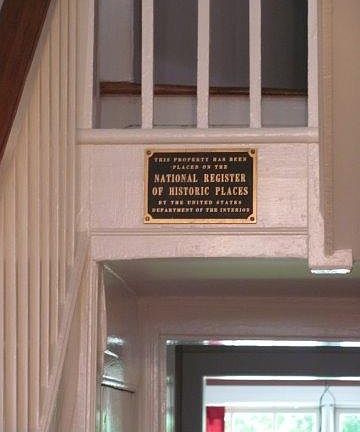 THIS PROPERTY HAS BEEN
PLACED ON THE
NATIONAL REGISTER
OF HISTORIC PLACES
BY THE UNITED STATES
DEPARTMENT OF THE INTERIOR